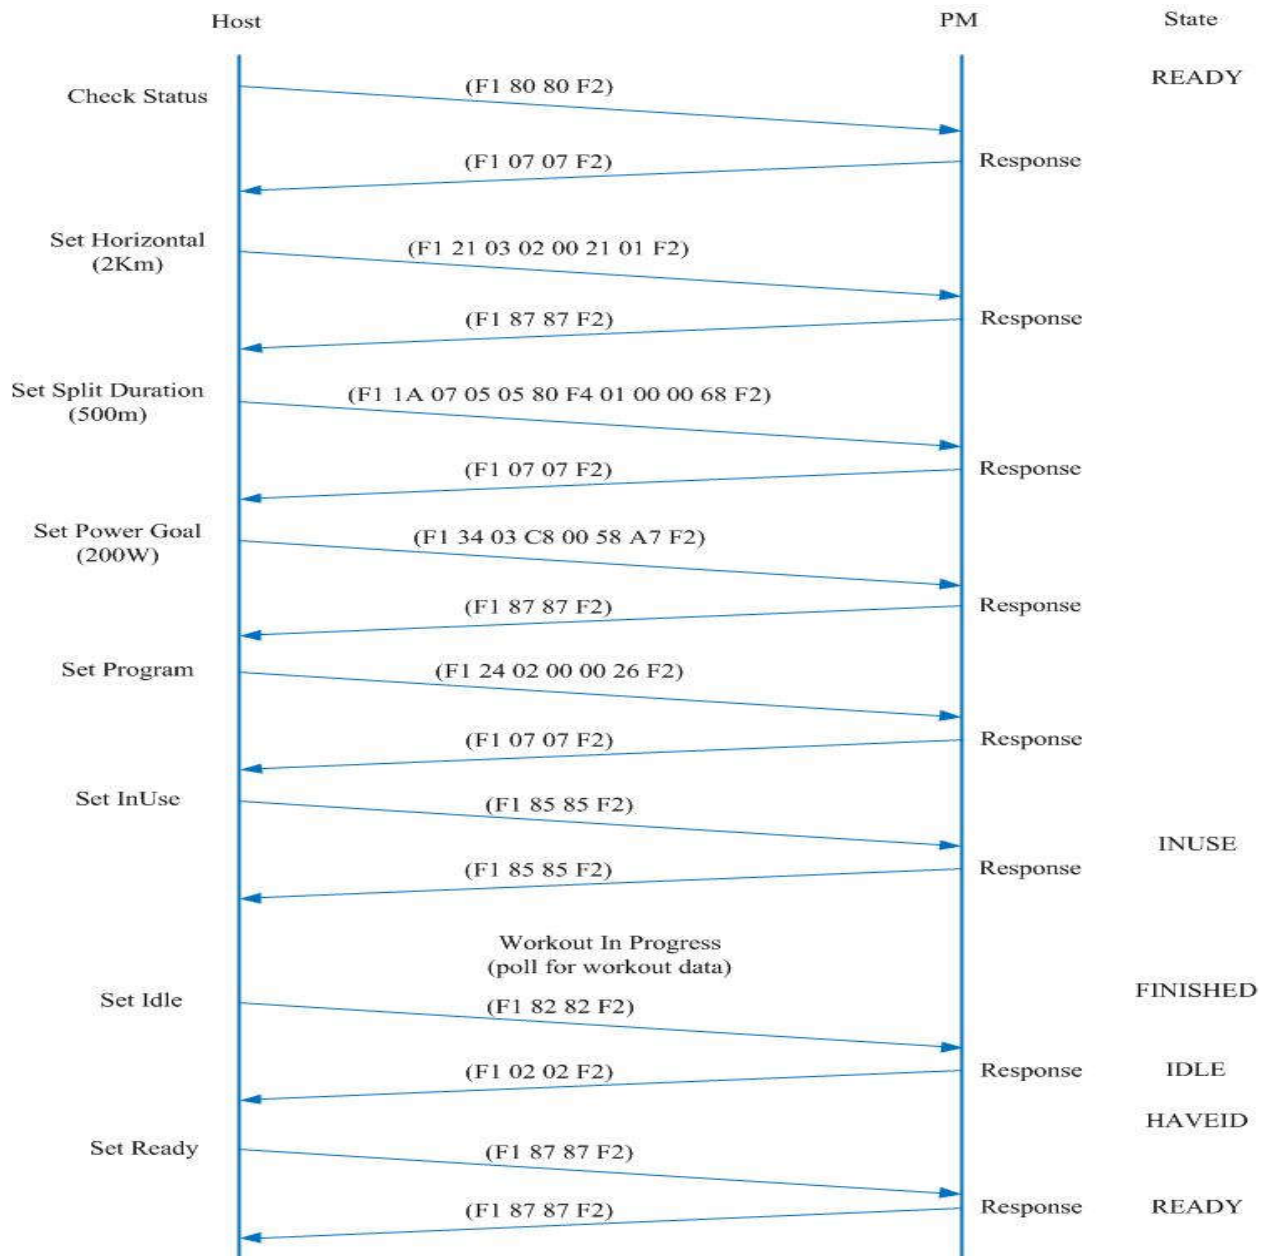 Host PM State
READY
Check Status (F1 80 80 F2)
(F1 07 07 F2) Response
Set Horizontal
(2Km)
(F1 21 03 02 00 21 01 F2)
(F1 87 87 F2) Response
Set Split Duration
(500m)
(F1 1A 07 05 05 80 F4 01 00 00 68 F2)
(F1 07 07 F2) Response
Set Power Goal
(200W)
(F1 34 03 C8 00 58 A7 F2)
(F1 87 87 F2) Response
Set Program (F1 24 02 00 00 26 F2)
(F1 07 07 F2) Response
Set InUse (F1 85 85 F2)
INUSE
(F1 85 85 F2) Response
Workout In Progress
(poll for workout data)
FINISHED
Set Idle (F1 82 82 F2)
(F1 02 02 F2) Response IDLE
HAVEID
Set Ready (F1 87 87 F2)
(F1 87 87 F2) Response READY